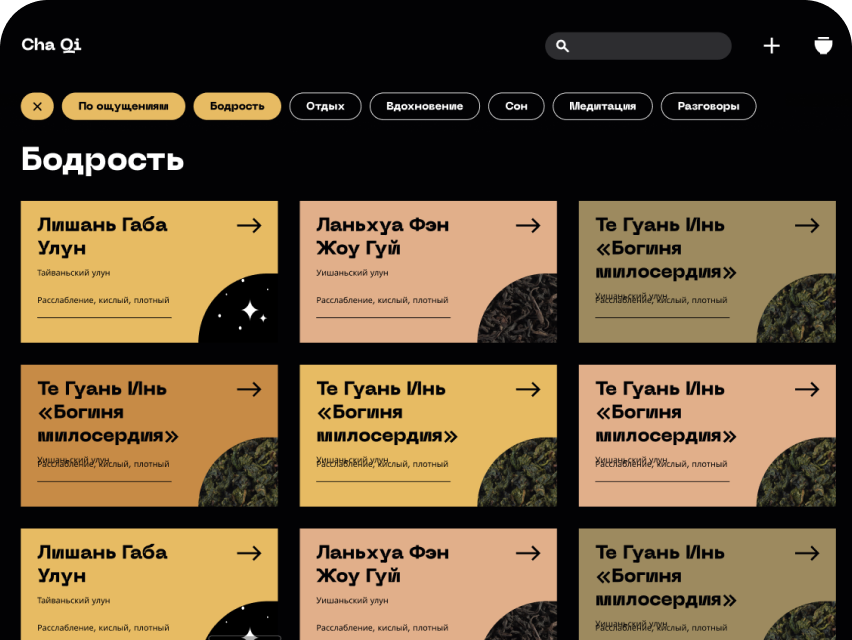 Cha Qi
По ощущениям
Бодрость
Отдых
Вдохновение
Сон
Медитация
Разговоры
Бодрость
Лишань Габа
Улун
Тайваньский улун
Расслабление, кислый, плотный
Ланьхуа Фэн
Жоу Гуй
Уишаньский улун
Расслабление, кислый, плотный
Те Гуань Инь
«Богиня
милосердия»
Уишаньский улун
Расслабление, кислый, плотный
Те Гуань Инь
«Богиня
милосердия»
Уишаньский улун
Расслабление, кислый, плотный
Те Гуань Инь
«Богиня
милосердия»
Уишаньский улун
Расслабление, кислый, плотный
Те Гуань Инь
«Богиня
милосердия»
Уишаньский улун
Расслабление, кислый, плотный
Лишань Габа
Улун
Тайваньский улун
Расслабление, кислый, плотный
Ланьхуа Фэн
Жоу Гуй
Уишаньский улун
Расслабление, кислый, плотный
Те Гуань Инь
«Богиня
милосердия»
Уишаньский улун
Расслабление, кислый, плотный